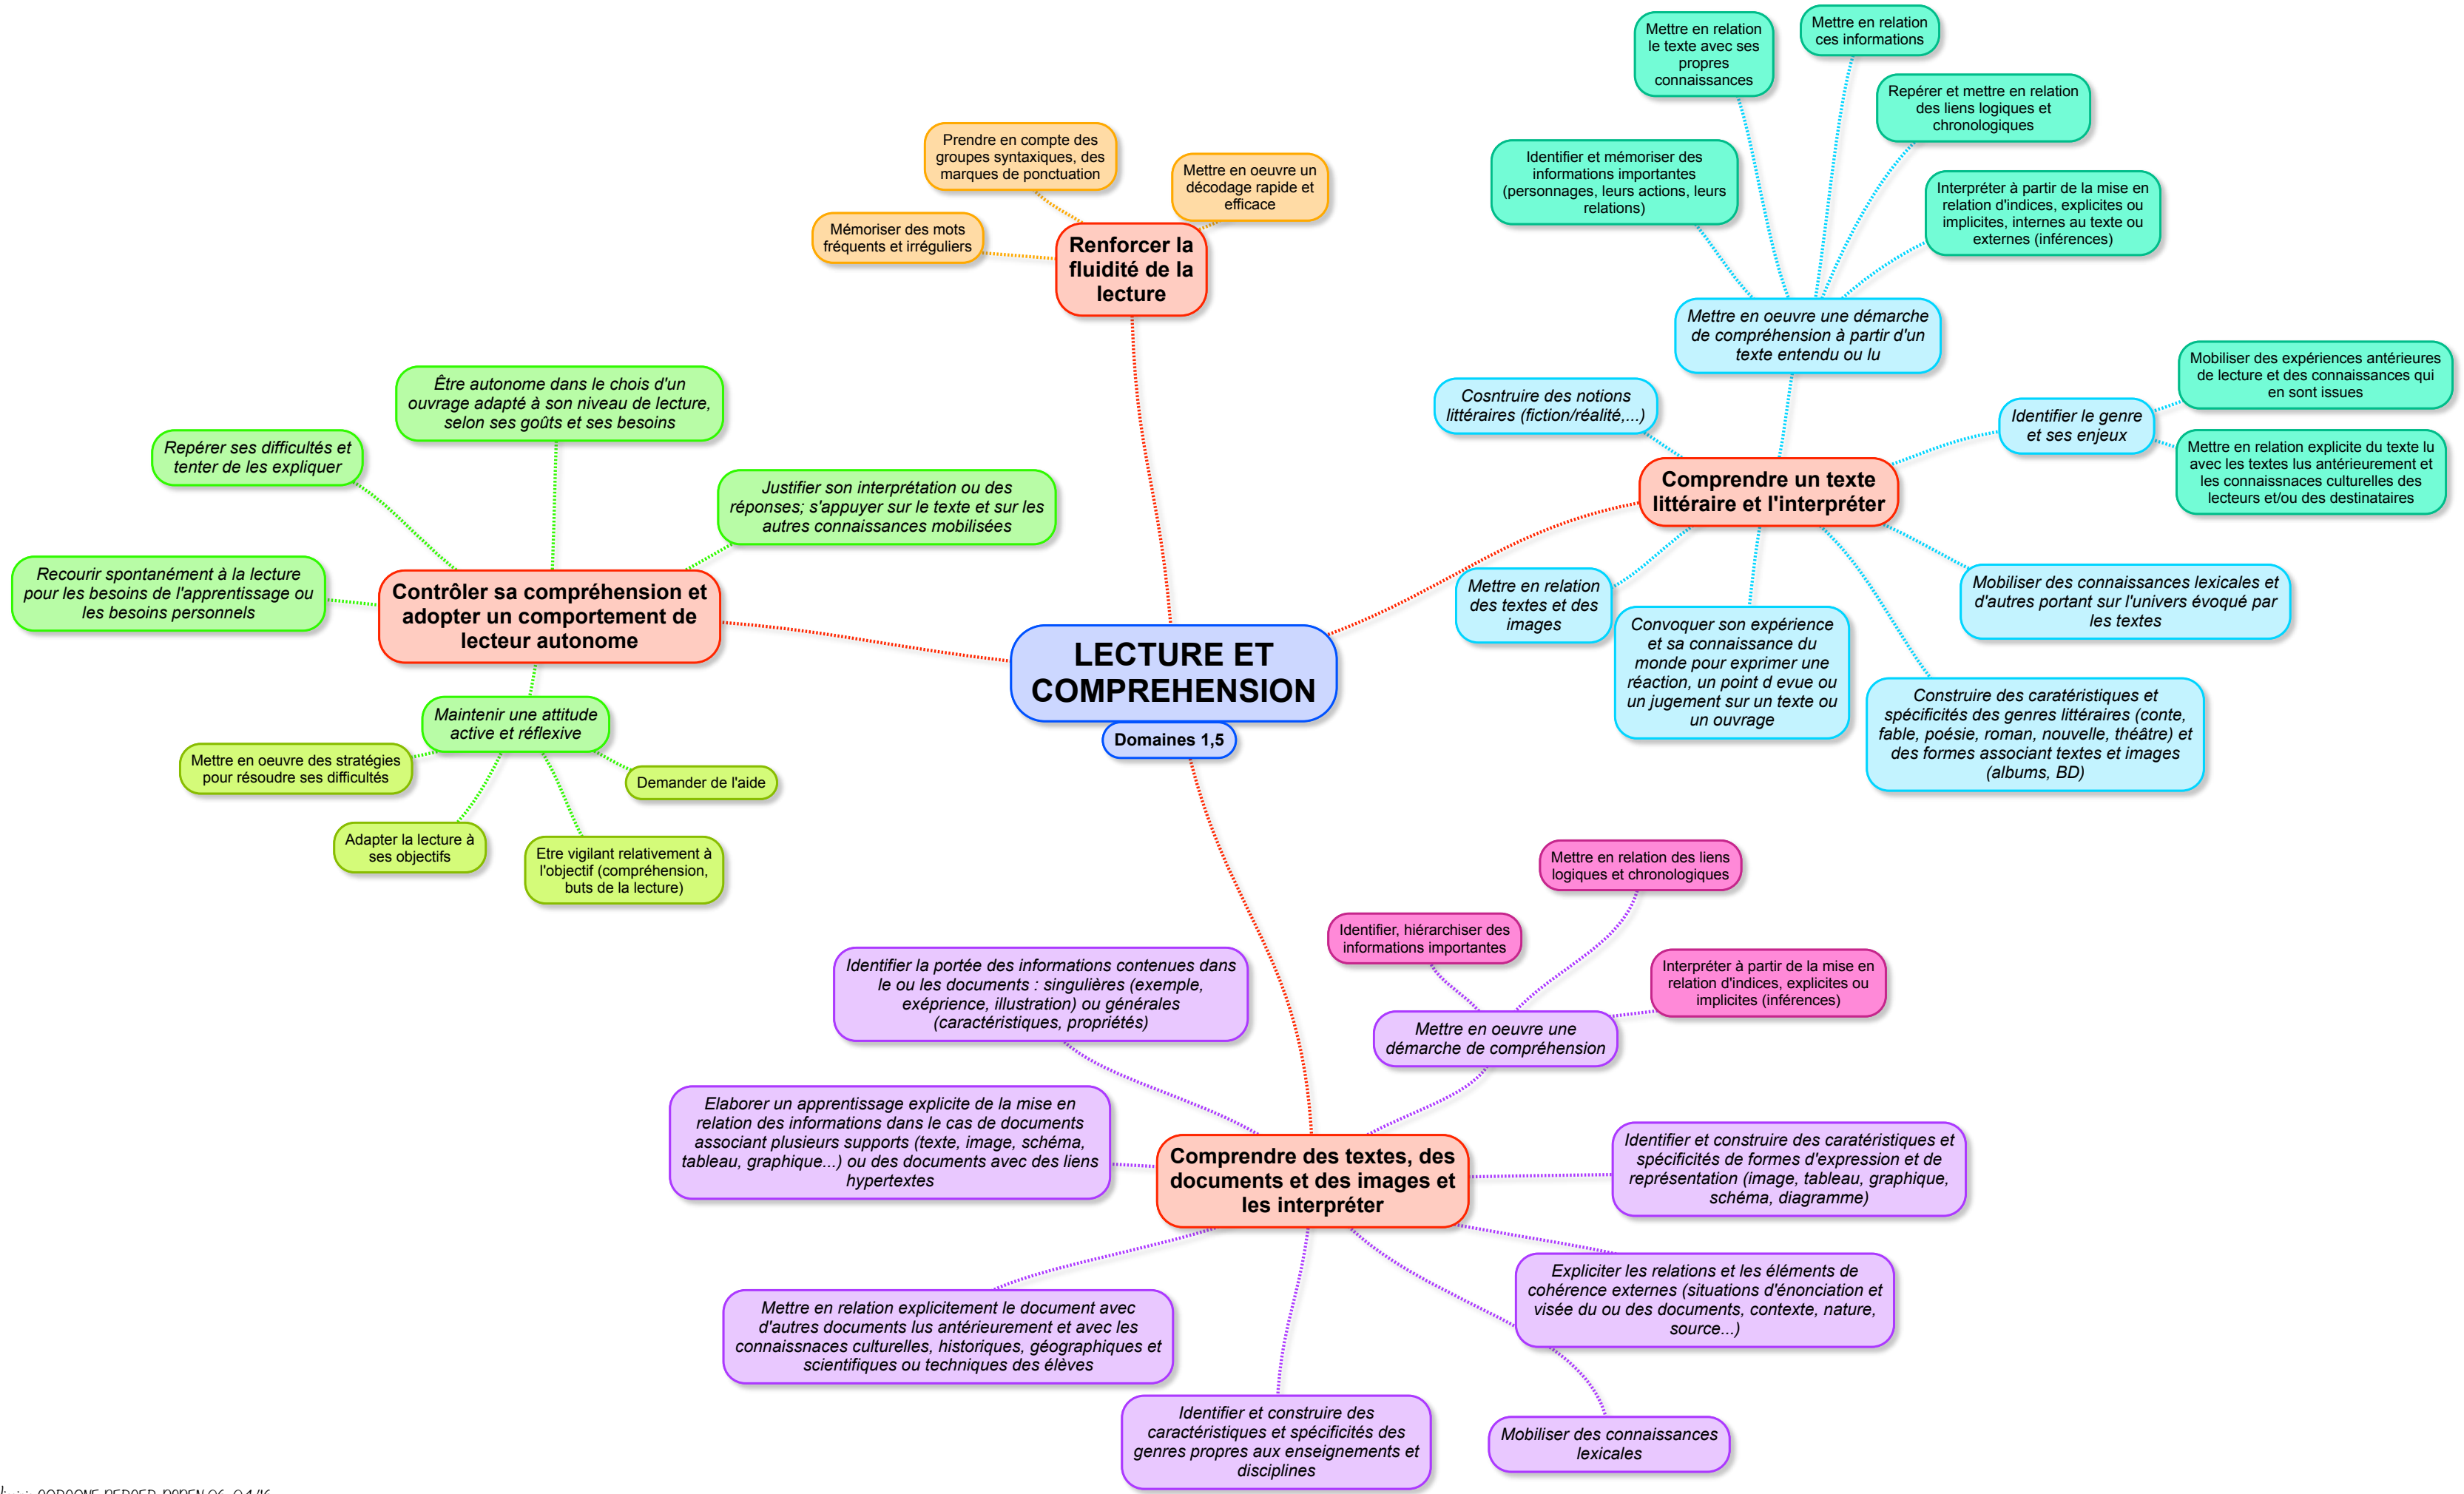 LECTURE ET
COMPREHENSION
Domaines 1,5
Renforcer la
fluidité de la
lecture
Mémoriser des mots
fréquents et irréguliers
Prendre en compte des
groupes syntaxiques, des
marques de ponctuation
Mettre en oeuvre un
décodage rapide et
efficace
Comprendre un texte
littéraire et l'interpréter
Mettre en oeuvre une démarche
de compréhension à partir d'un
texte entendu ou lu
Identifier et mémoriser des
informations importantes
(personnages, leurs actions, leurs
relations)
Mettre en relation
le texte avec ses
propres
connaissances
Mettre en relation
ces informations
Repérer et mettre en relation
des liens logiques et
chronologiques
Interpréter à partir de la mise en
relation d'indices, explicites ou
implicites, internes au texte ou
externes (inférences)
Cosntruire des notions
littéraires (fiction/réalité,...)
Identifier le genre
et ses enjeux
Mobiliser des expériences antérieures
de lecture et des connaissances qui
en sont issues
Mettre en relation explicite du texte lu
avec les textes lus antérieurement et
les connaissnaces culturelles des
lecteurs et/ou des destinataires
Mobiliser des connaissances lexicales et
d'autres portant sur l'univers évoqué par
les textes
Construire des caratéristiques et
spécificités des genres littéraires (conte,
fable, poésie, roman, nouvelle, théâtre) et
des formes associant textes et images
(albums, BD)
Convoquer son expérience
et sa connaissance du
monde pour exprimer une
réaction, un point d evue ou
un jugement sur un texte ou
un ouvrage
Mettre en relation
des textes et des
images
Comprendre des textes, des
documents et des images et
les interpréter
Mettre en oeuvre une
démarche de compréhension
Identifier, hiérarchiser des
informations importantes
Mettre en relation des liens
logiques et chronologiques
Interpréter à partir de la mise en
relation d'indices, explicites ou
implicites (inférences)
Identifier et construire des caratéristiques et
spécificités de formes d'expression et de
représentation (image, tableau, graphique,
schéma, diagramme)
Expliciter les relations et les éléments de
cohérence externes (situations d'énonciation et
visée du ou des documents, contexte, nature,
source...)
Mobiliser des connaissances
lexicales
Identifier et construire des
caractéristiques et spécificités des
genres propres aux enseignements et
disciplines
Mettre en relation explicitement le document avec
d'autres documents lus antérieurement et avec les
connaissnaces culturelles, historiques, géographiques et
scientifiques ou techniques des élèves
Elaborer un apprentissage explicite de la mise en
relation des informations dans le cas de documents
associant plusieurs supports (texte, image, schéma,
tableau, graphique...) ou des documents avec des liens
hypertextes
Identifier la portée des informations contenues dans
le ou les documents : singulières (exemple,
exéprience, illustration) ou générales
(caractéristiques, propriétés)
Contrôler sa compréhension et
adopter un comportement de
lecteur autonome
Être autonome dans le chois d'un
ouvrage adapté à son niveau de lecture,
selon ses goûts et ses besoins
Repérer ses difficultés et
tenter de les expliquer
Justifier son interprétation ou des
réponses; s'appuyer sur le texte et sur les
autres connaissances mobilisées
Recourir spontanément à la lecture
pour les besoins de l'apprentissage ou
les besoins personnels
Maintenir une attitude
active et réflexive
Mettre en oeuvre des stratégies
pour résoudre ses difficultés
Adapter la lecture à
ses objectifs
Etre vigilant relativement à
l'objectif (compréhension,
buts de la lecture)
Demander de l'aide